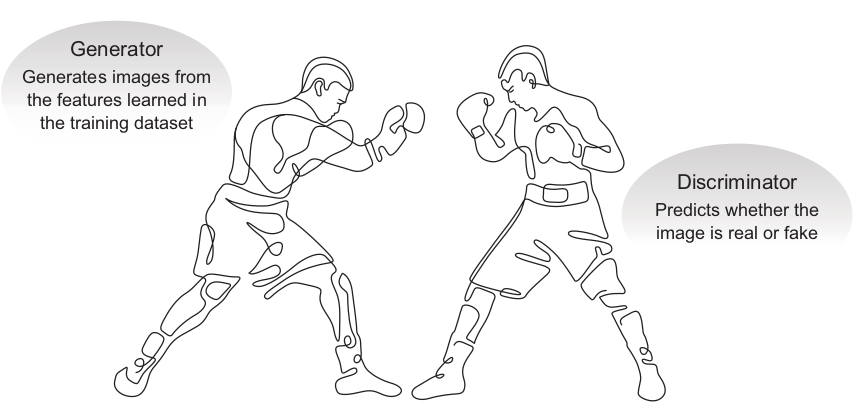 Generator
Generates images from
the features learned in
the training dataset
Discriminator
Predicts whether the
image is real or fake